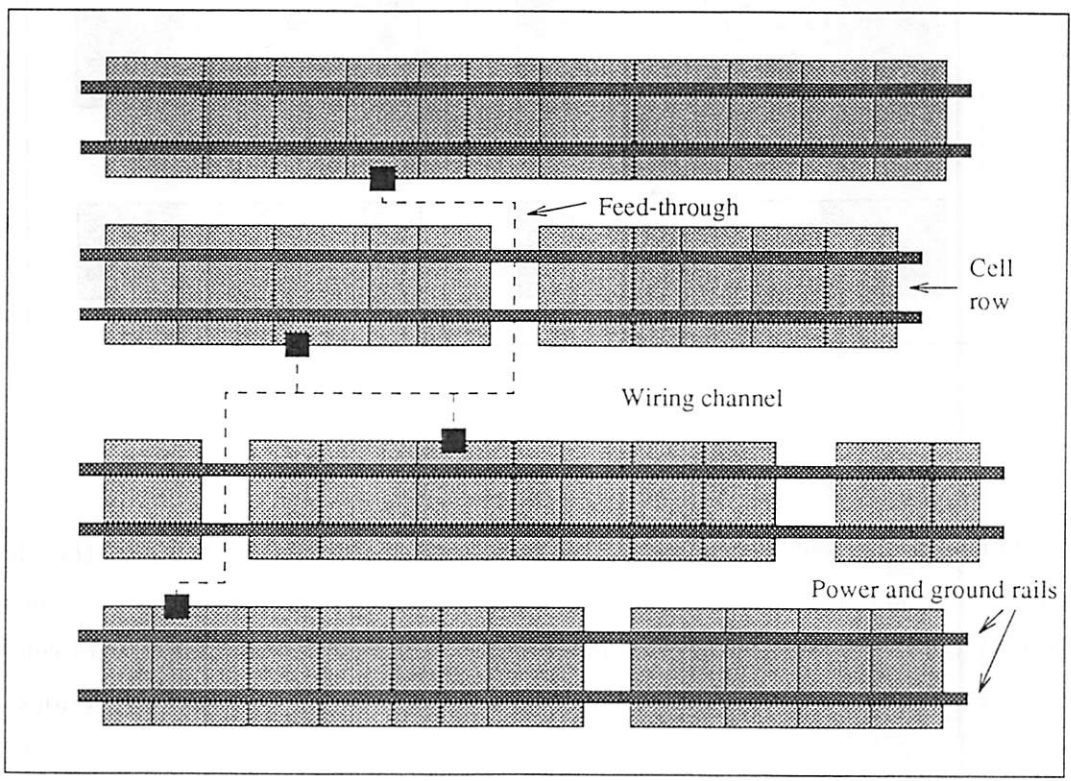 Feed-through
Cell
row
Wiring channel
Power and ground rails